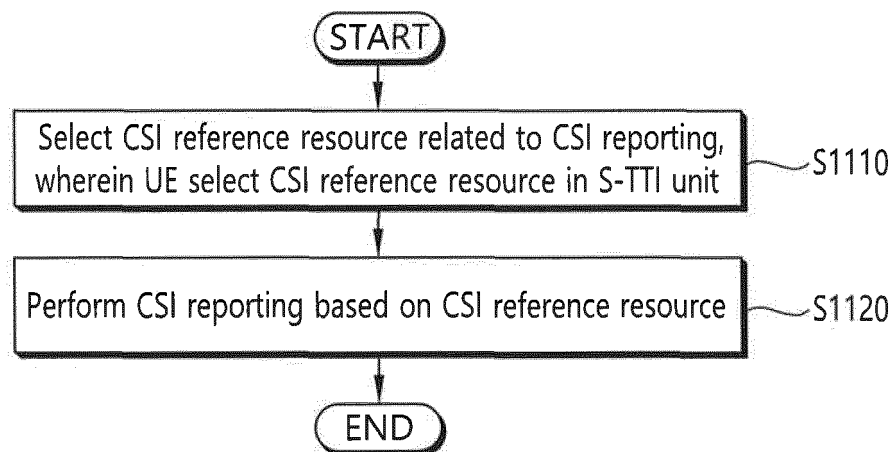 START
Select CSI reference resource related to CSI reporting,
wherein UE select CSI reference resource in S-TTI unit
S1110
Perform CSI reporting based on CSI reference resource
S1120
END